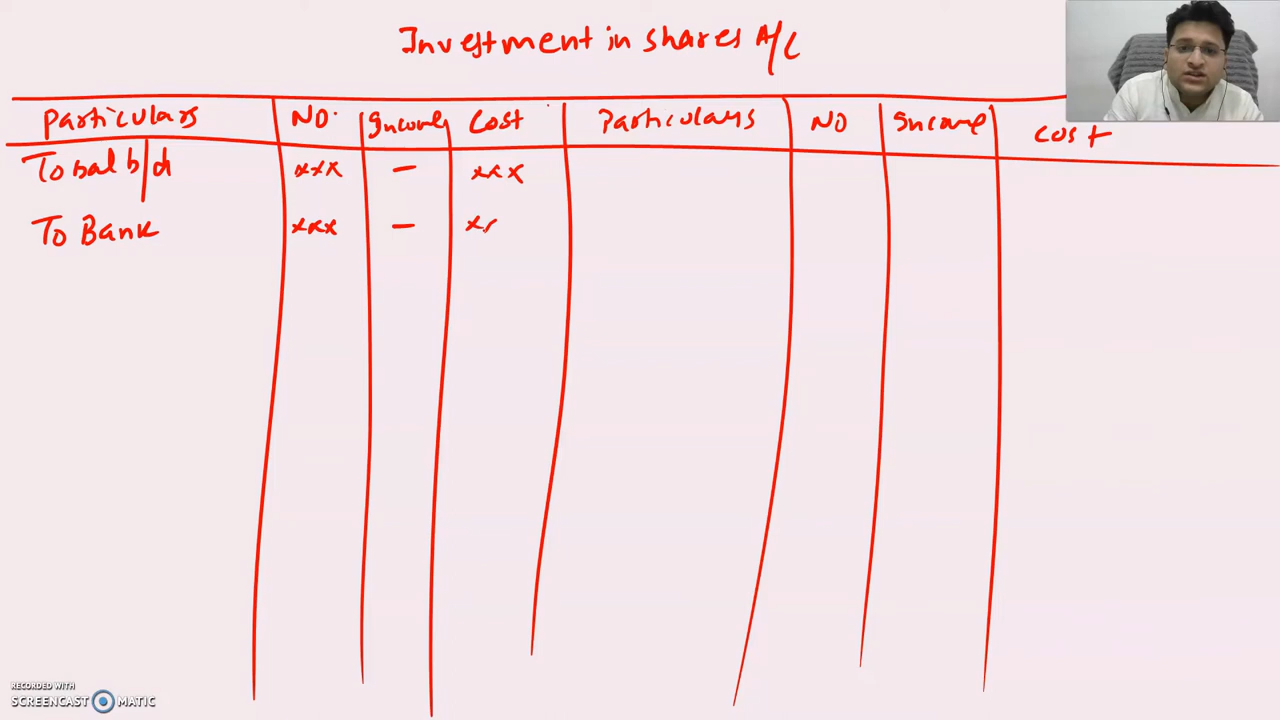 Investment in shares A/c
Particulars NO. Income Cost Particulars NO Income Cost
To bal b/d xxx - xxx
To Bank xxx - xx
RECORDED WITH
SCREENCAST MATIC